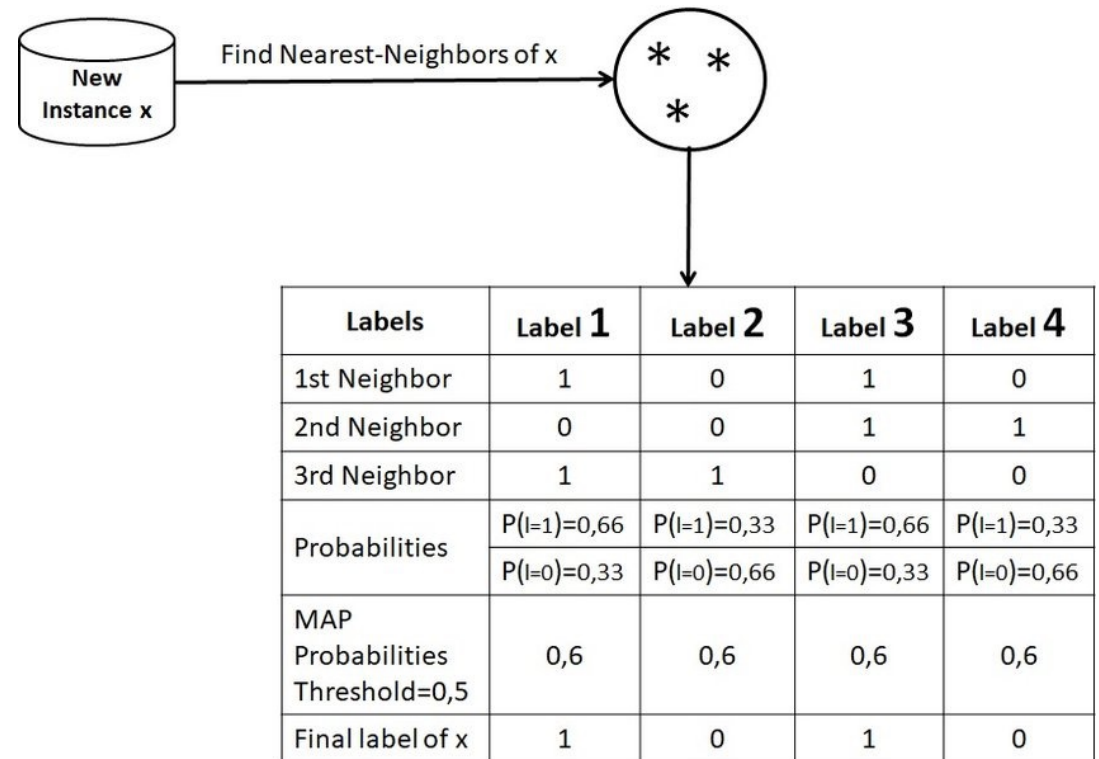 New
Instance x
Find Nearest-Neighbors of x
* *
*
Labels Label 1 Label 2 Label 3 Label 4
1st Neighbor 1 0 1 0
2nd Neighbor 0 0 1 1
3rd Neighbor 1 1 0 0
Probabilities
P(l=1)=0,66 P(l=1)=0,33 P(l=1)=0,66 P(l=1)=0,33
P(l=0)=0,33 P(l=0)=0,66 P(l=0)=0,33 P(l=0)=0,66
MAP
Probabilities 0,6 0,6 0,6 0,6
Threshold=0,5
Final label of x 1 0 1 0